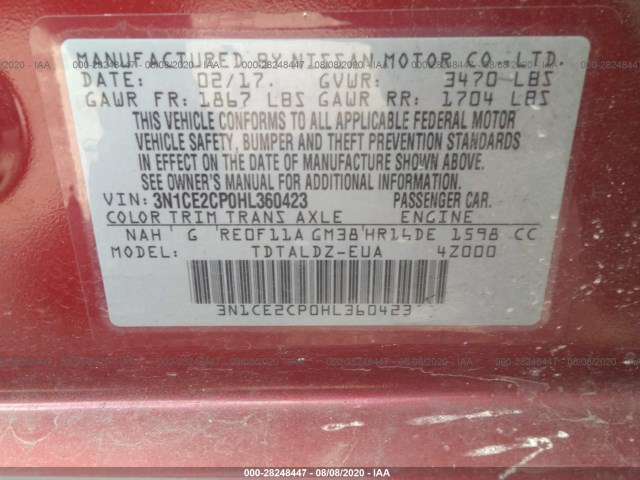 MANUFACTURED BY NISSAN MOTOR CO., LTD.
DATE: 02/17. GVWR: 3470 LBS
GAWR FR: 1867 LBS GAWR RR: 1704 LBS
THIS VEHICLE CONFORMS TO ALL APPLICABLE FEDERAL MOTOR
VEHICLE SAFETY, BUMPER AND THEFT PREVENTION STANDARDS
IN EFFECT ON THE DATE OF MANUFACTURE SHOWN ABOVE.
SEE OWNER'S MANUAL FOR ADDITIONAL INFORMATION.
VIN: 3N1CE2CP0HL360423 PASSENGER CAR.
COLOR TRIM TRANS AXLE ENGINE
NAH G RE0F11A GM38 HR16DE 1598 CC
MODEL: TDTALDZ-EUA 4Z000
3N1CE2CP0HL360423
000-28248447 - 08/08/2020 - IAA